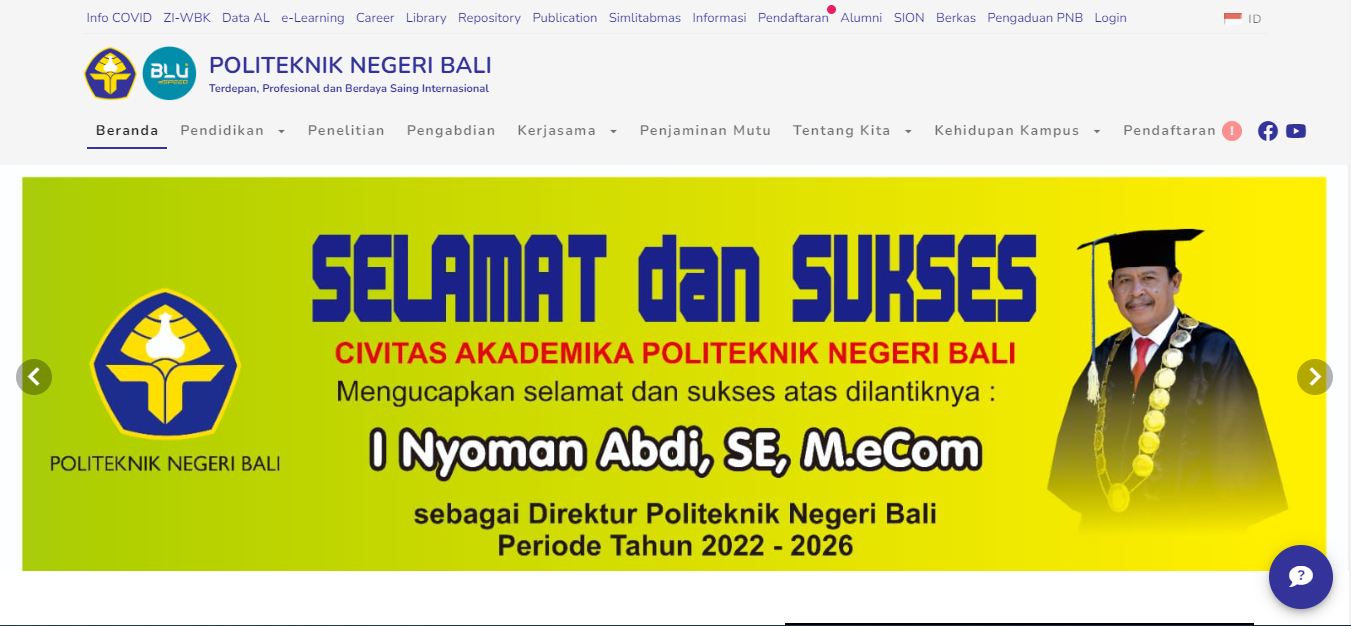 Info COVID ZI-WBK Data AL e-Learning Career Library Repository Publication Simlitabmas Informasi Pendaftaran Alumni SION Berkas Pengaduan PNB Login ID
BLU
POLITEKNIK NEGERI BALI
Terdepan, Profesional dan Berdaya Saing Internasional
Beranda Pendidikan Penelitian Pengabdian Kerjasama Penjaminan Mutu Tentang Kita Kehidupan Kampus Pendaftaran !
SELAMAT dan SUKSES
CIVITAS AKADEMIKA POLITEKNIK NEGERI BALI
Mengucapkan selamat dan sukses atas dilantiknya :
I Nyoman Abdi, SE, M.eCom
POLITEKNIK NEGERI BALI
sebagai Direktur Politeknik Negeri Bali
Periode Tahun 2022 - 2026
?